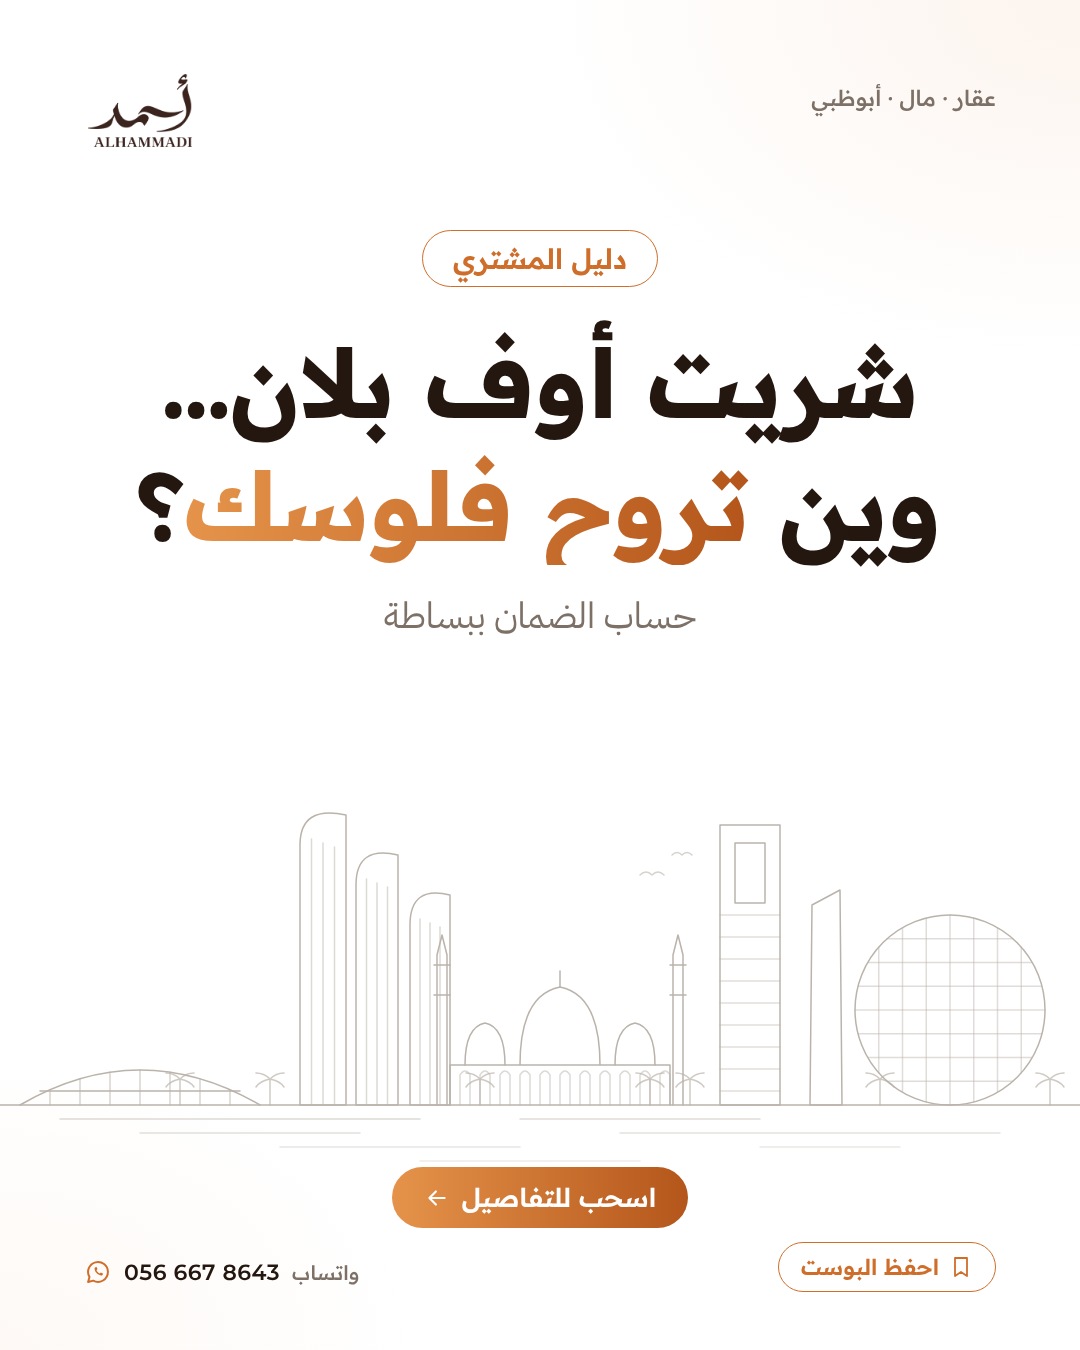 عقار · مال · أبوظبي
أحمد
ALHAMMADI
دليل المشتري
شريت أوف بلان...
وين تروح فلوسك؟
حساب الضمان ببساطة
اسحب للتفاصيل ←
احفظ البوست
واتساب 056 667 8643